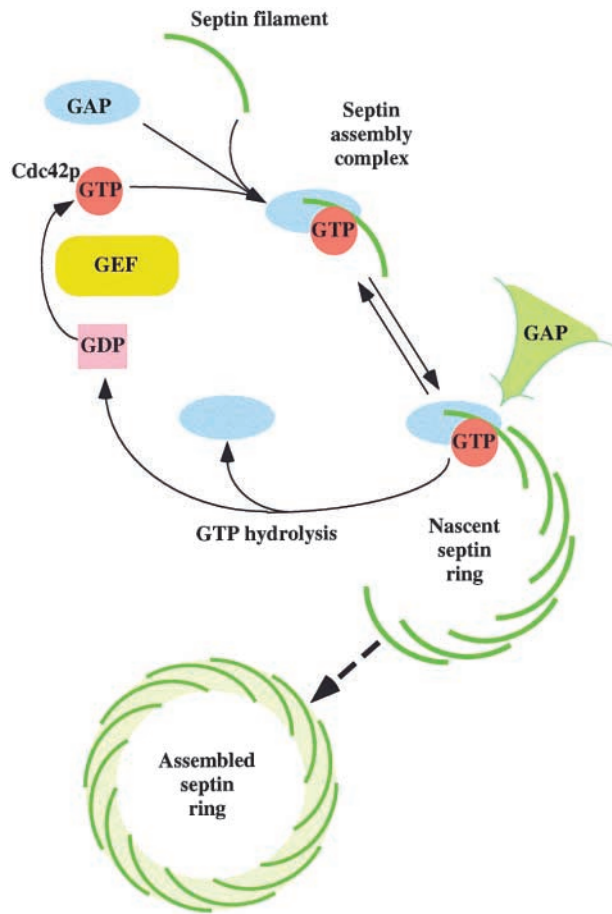 Septin filament
GAP
Septin
assembly
complex
Cdc42p
GTP
GTP
GEF
GAP
GDP
GTP
GTP hydrolysis
Nascent
septin
ring
Assembled
septin
ring